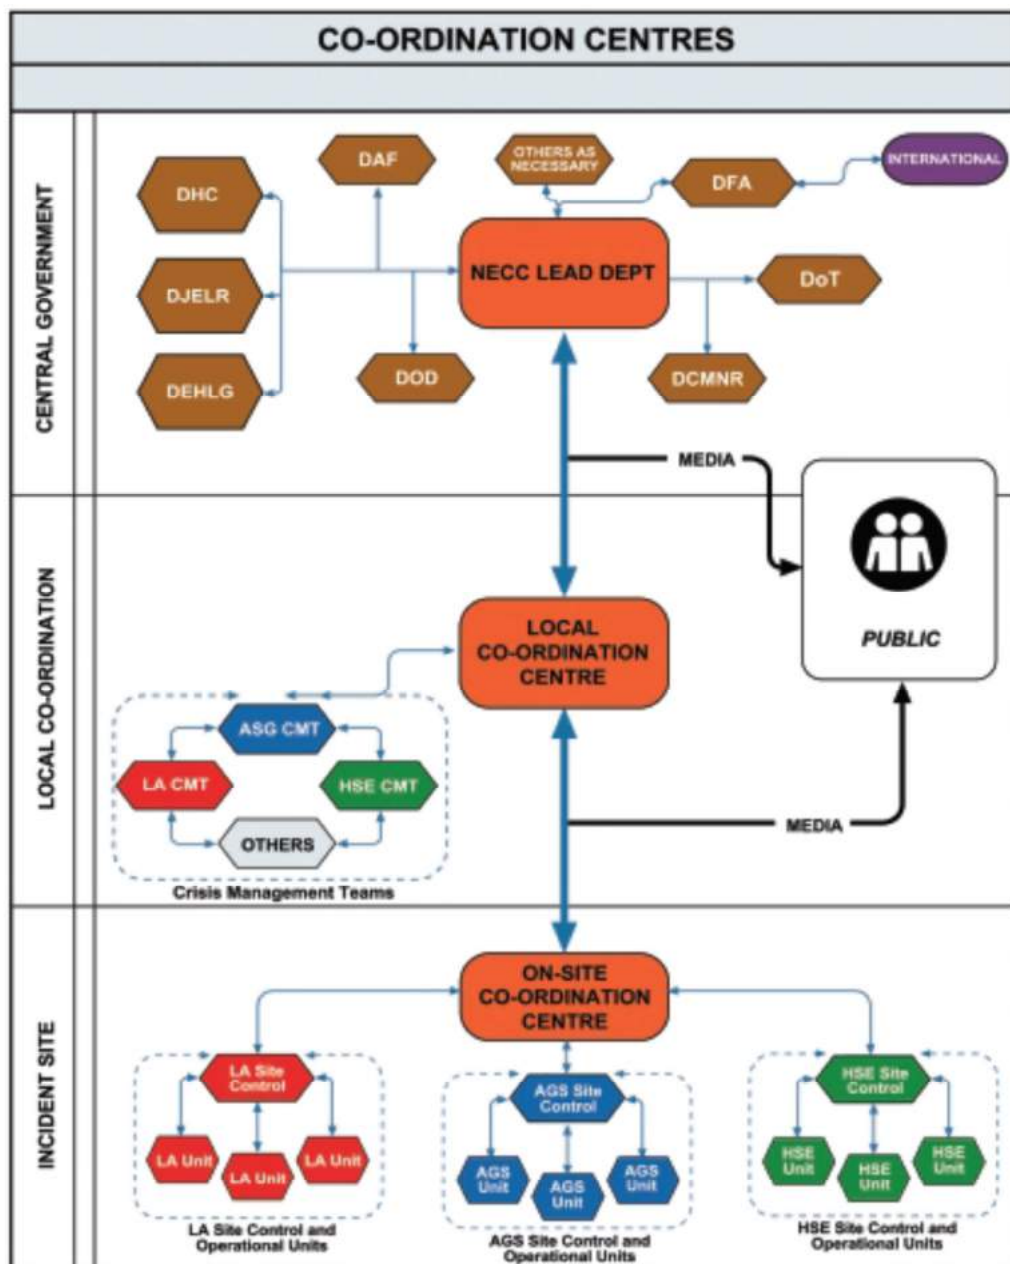 CO-ORDINATION CENTRES
CENTRAL GOVERNMENT
DHC
DAF
OTHERS AS
NECESSARY
DFA
INTERNATIONAL
DJELR
NECC LEAD DEPT
DoT
DEHLG
DOD
DCMNR
MEDIA
PUBLIC
LOCAL CO-ORDINATION
LOCAL
CO-ORDINATION
CENTRE
ASG CMT
LA CMT
HSE CMT
OTHERS
Crisis Management Teams
MEDIA
INCIDENT SITE
ON-SITE
CO-ORDINATION
CENTRE
LA Site
Control
LA Unit
LA Unit
LA Unit
LA Site Control and
Operational Units
AGS Site
Control
AGS
Unit
AGS
Unit
AGS
Unit
AGS Site Control and
Operational Units
HSE Site
Control
HSE
Unit
HSE
Unit
HSE
Unit
HSE Site Control and
Operational Units